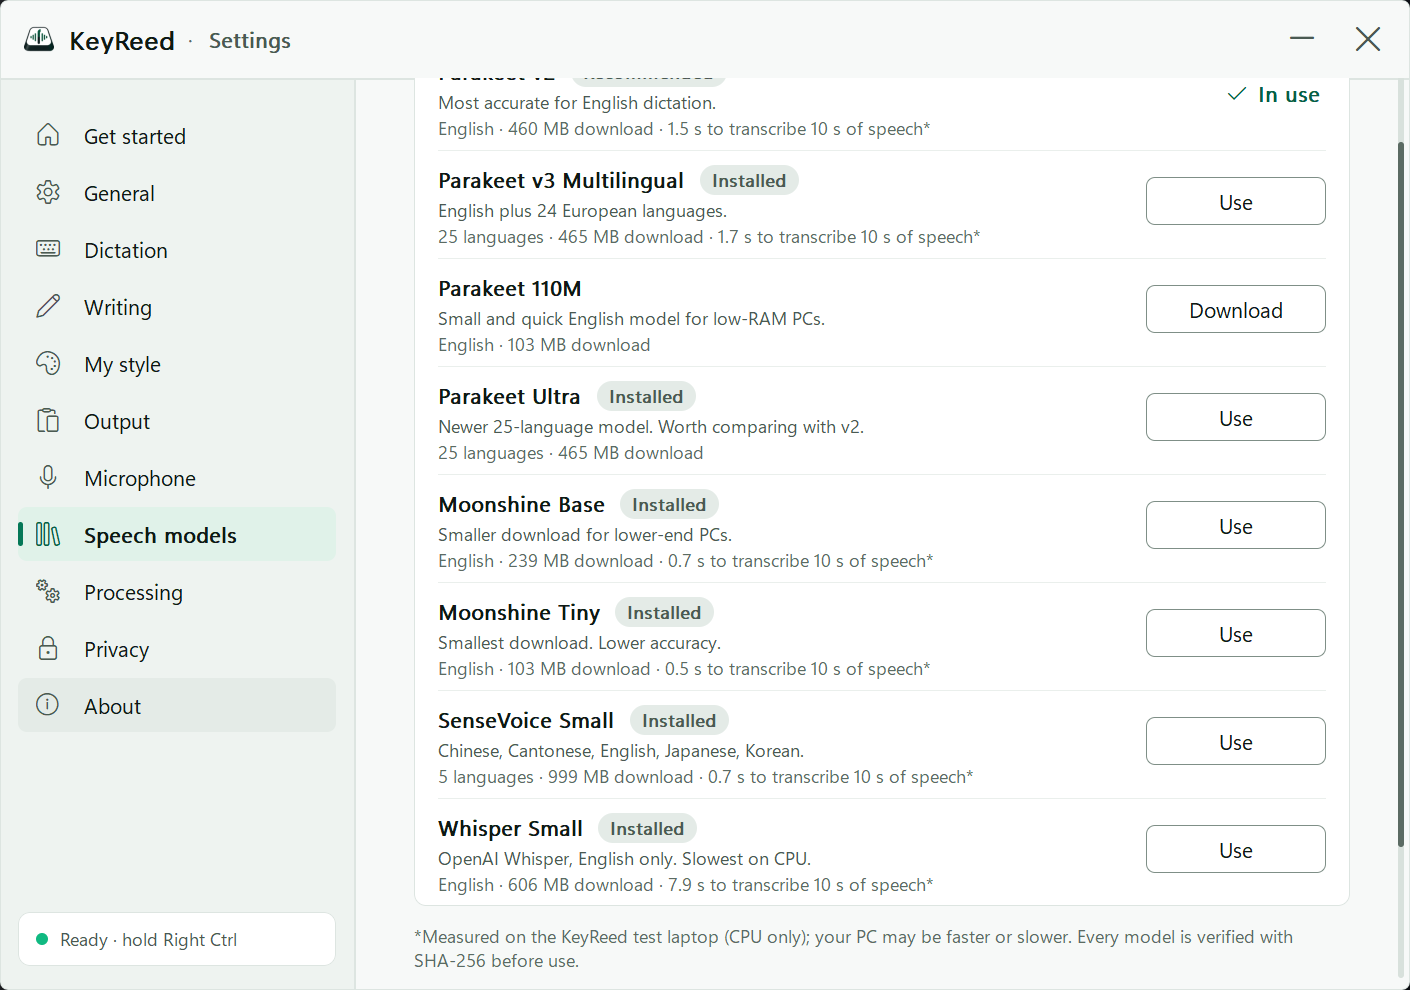 KeyReed · Settings
Get started
General
Dictation
Writing
My style
Output
Microphone
Speech models
Processing
Privacy
About
Ready · hold Right Ctrl
Parakeet v2 Recommended
Most accurate for English dictation.
English · 460 MB download · 1.5 s to transcribe 10 s of speech*
In use
Parakeet v3 Multilingual Installed
English plus 24 European languages.
25 languages · 465 MB download · 1.7 s to transcribe 10 s of speech*
Use
Parakeet 110M
Small and quick English model for low-RAM PCs.
English · 103 MB download
Download
Parakeet Ultra Installed
Newer 25-language model. Worth comparing with v2.
25 languages · 465 MB download
Use
Moonshine Base Installed
Smaller download for lower-end PCs.
English · 239 MB download · 0.7 s to transcribe 10 s of speech*
Use
Moonshine Tiny Installed
Smallest download. Lower accuracy.
English · 103 MB download · 0.5 s to transcribe 10 s of speech*
Use
SenseVoice Small Installed
Chinese, Cantonese, English, Japanese, Korean.
5 languages · 999 MB download · 0.7 s to transcribe 10 s of speech*
Use
Whisper Small Installed
OpenAI Whisper, English only. Slowest on CPU.
English · 606 MB download · 7.9 s to transcribe 10 s of speech*
Use
*Measured on the KeyReed test laptop (CPU only); your PC may be faster or slower. Every model is verified with
SHA-256 before use.